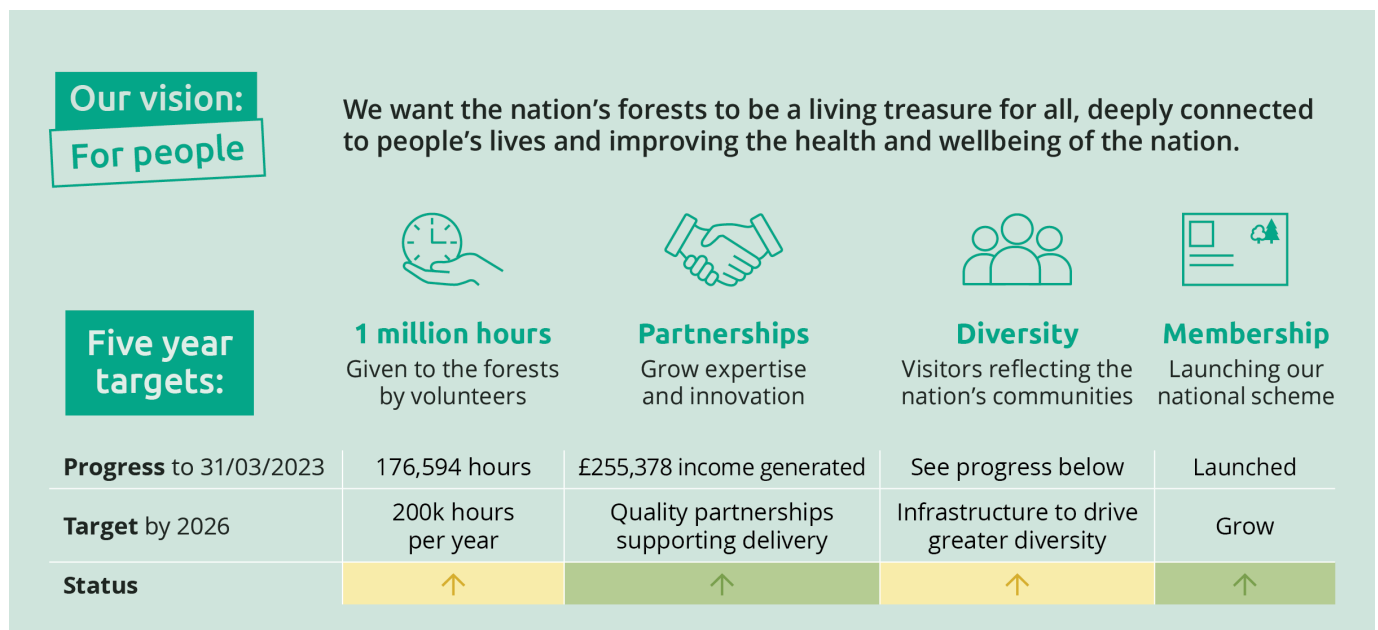 Our vision:
For people
We want the nation’s forests to be a living treasure for all, deeply connected
to people’s lives and improving the health and wellbeing of the nation.
Five year
targets:
1 million hours
Given to the forests
by volunteers
Partnerships
Grow expertise
and innovation
Diversity
Visitors reflecting the
nation’s communities
Membership
Launching our
national scheme
Progress to 31/03/2023
176,594 hours
£255,378 income generated
See progress below
Launched
Target by 2026
200k hours
per year
Quality partnerships
supporting delivery
Infrastructure to drive
greater diversity
Grow
Status